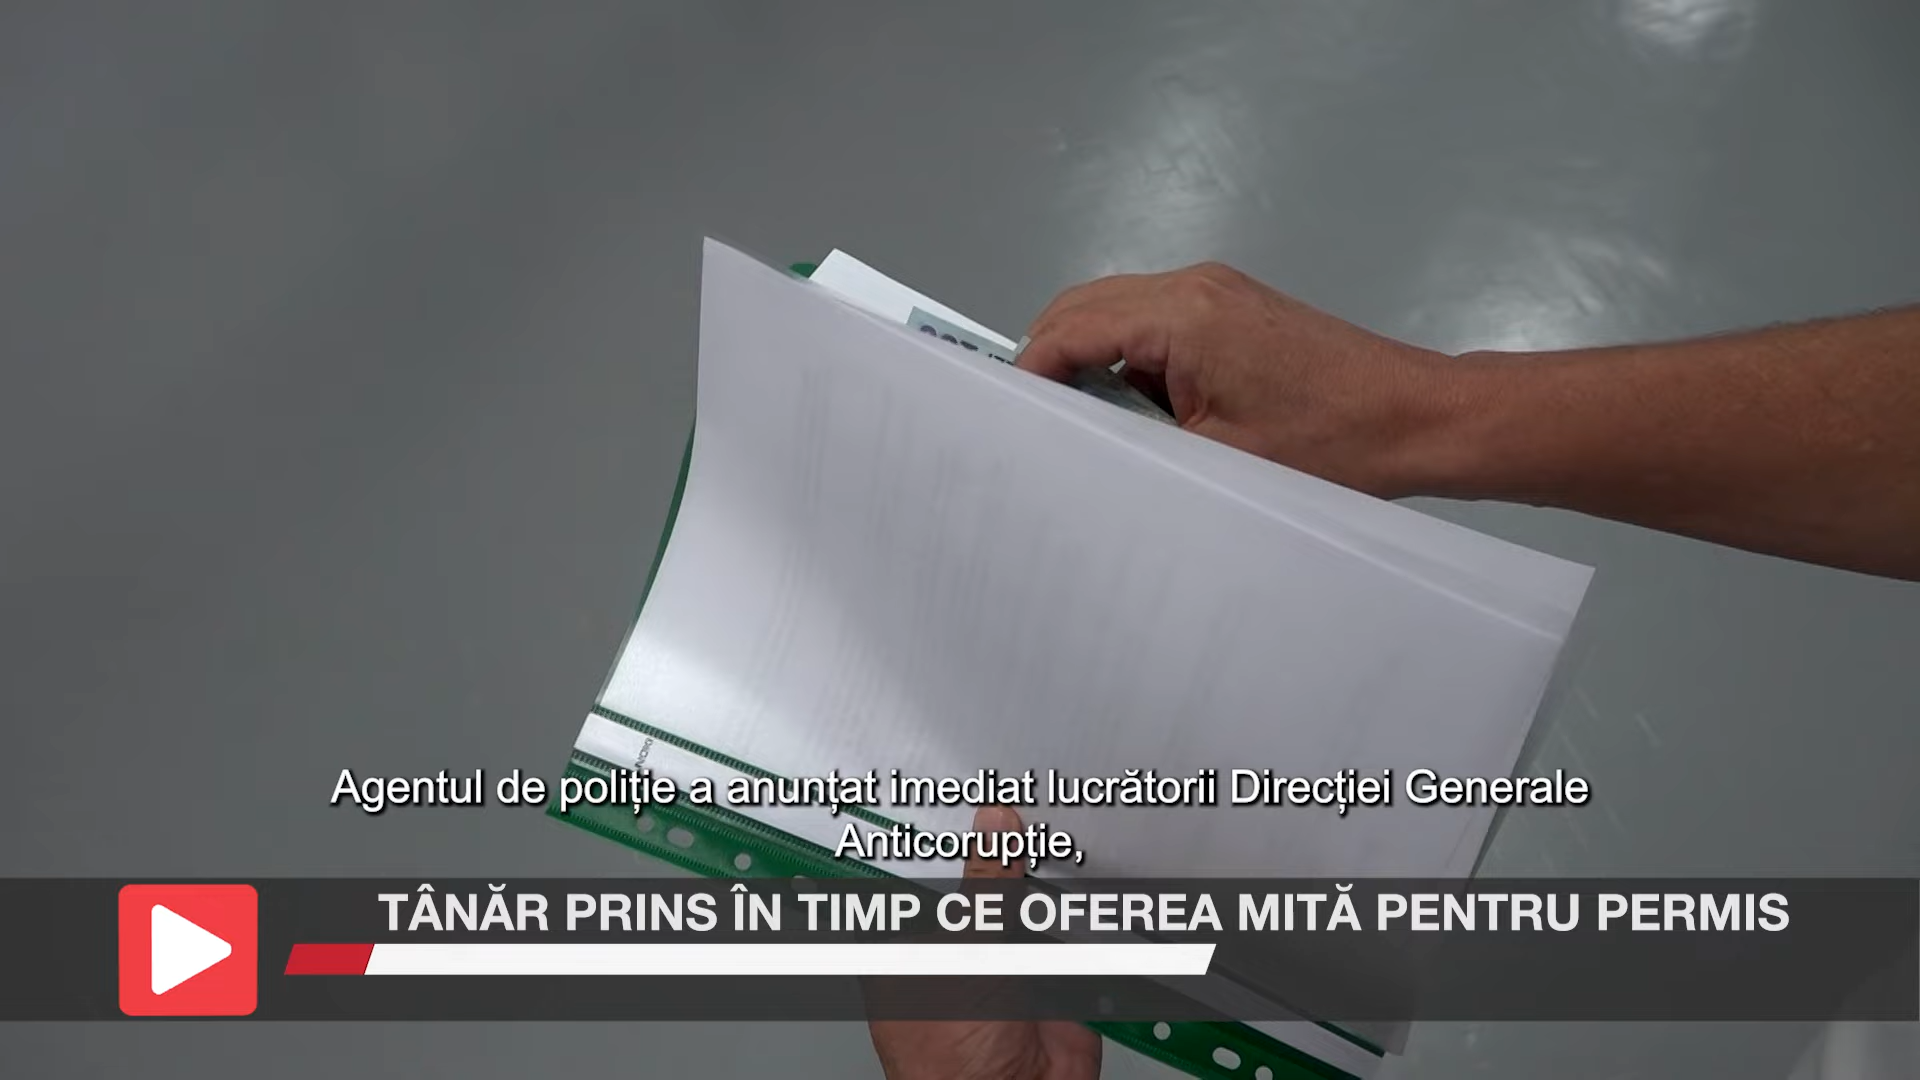 Agentul de poliție a anunțat imediat lucrătorii Direcției Generale
Anticorupție,
TÂNĂR PRINS ÎN TIMP CE OFEREA MITĂ PENTRU PERMIS